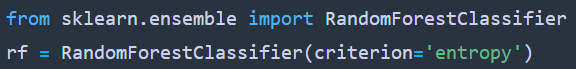 from sklearn.ensemble import RandomForestClassifier
rf = RandomForestClassifier(criterion='entropy')